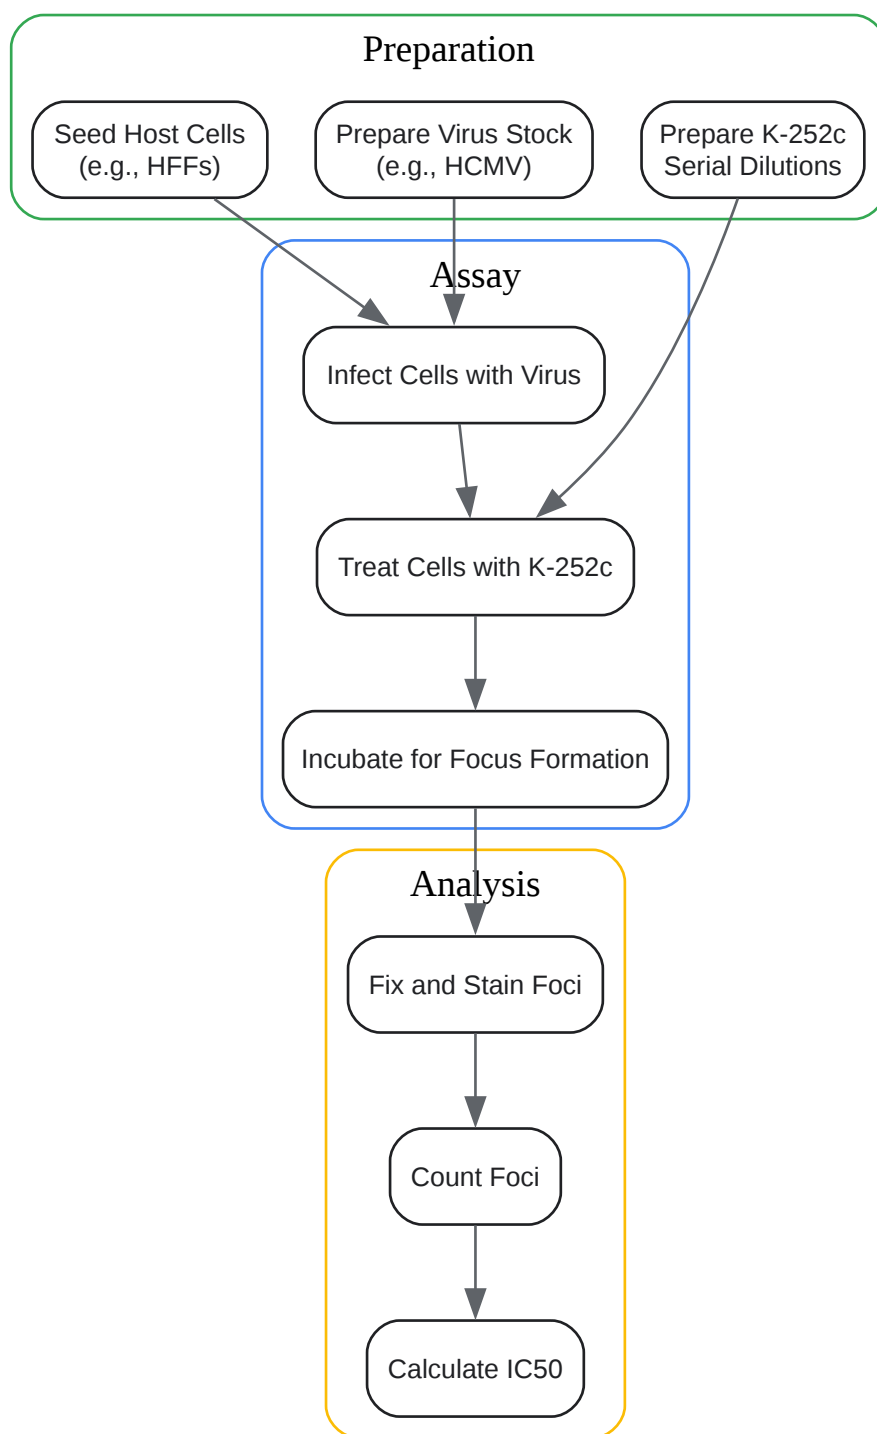 Preparation
Seed Host Cells
(e.g., HFFs)
Prepare Virus Stock
(e.g., HCMV)
Prepare K-252c
Serial Dilutions
Assay
Infect Cells with Virus
Treat Cells with K-252c
Incubate for Focus Formation
Analysis
Fix and Stain Foci
Count Foci
Calculate IC50